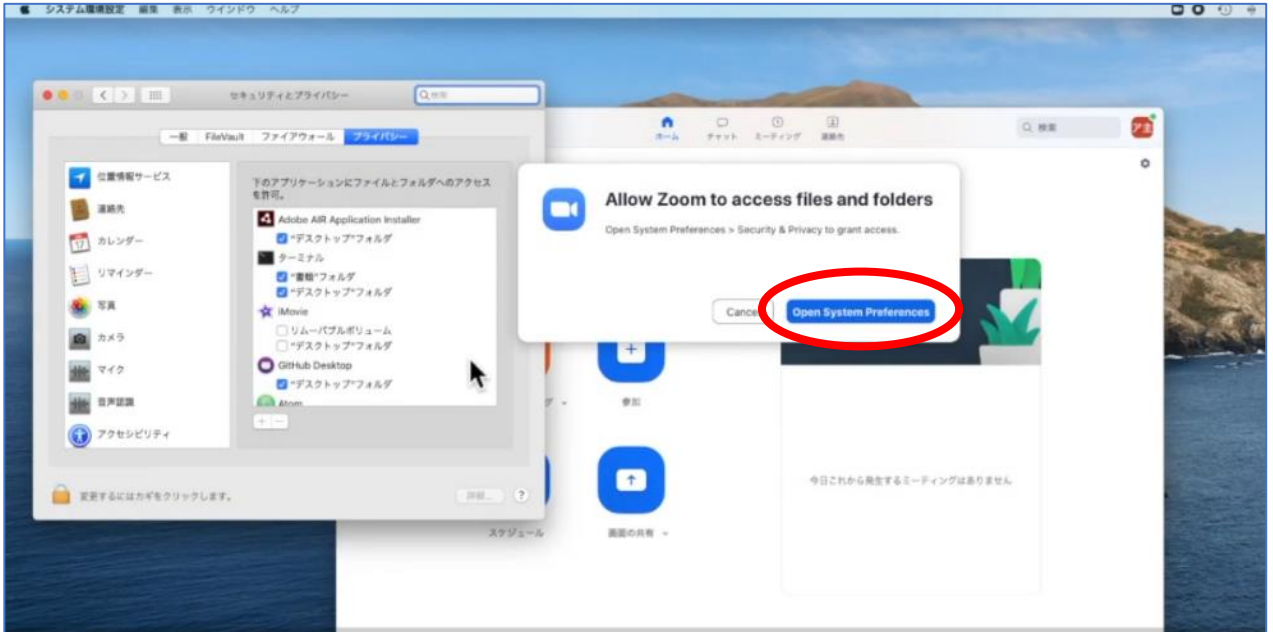 システム環境設定 編集 表示 ウインドウ ヘルプ
セキュリティとプライバシー
検索
一般 FileVault ファイアウォール プライバシー
位置情報サービス
連絡先
カレンダー
17
リマインダー
写真
カメラ
マイク
音声認識
アクセシビリティ
下のアプリケーションにファイルとフォルダへのアクセス
を許可。
Adobe AIR Application Installer
"デスクトップ"フォルダ
ターミナル
"書類"フォルダ
"デスクトップ"フォルダ
iMovie
リムーバブルボリューム
"デスクトップ"フォルダ
GitHub Desktop
"デスクトップ"フォルダ
Atom
変更するにはカギをクリックします。
詳細...
?
ホーム チャット ミーティング 連絡先
検索
ア主
Allow Zoom to access files and folders
Open System Preferences > Security & Privacy to grant access.
Cance
Open System Preferences
グ
参加
スケジュール
画面の共有
今日これから発生するミーティングはありません